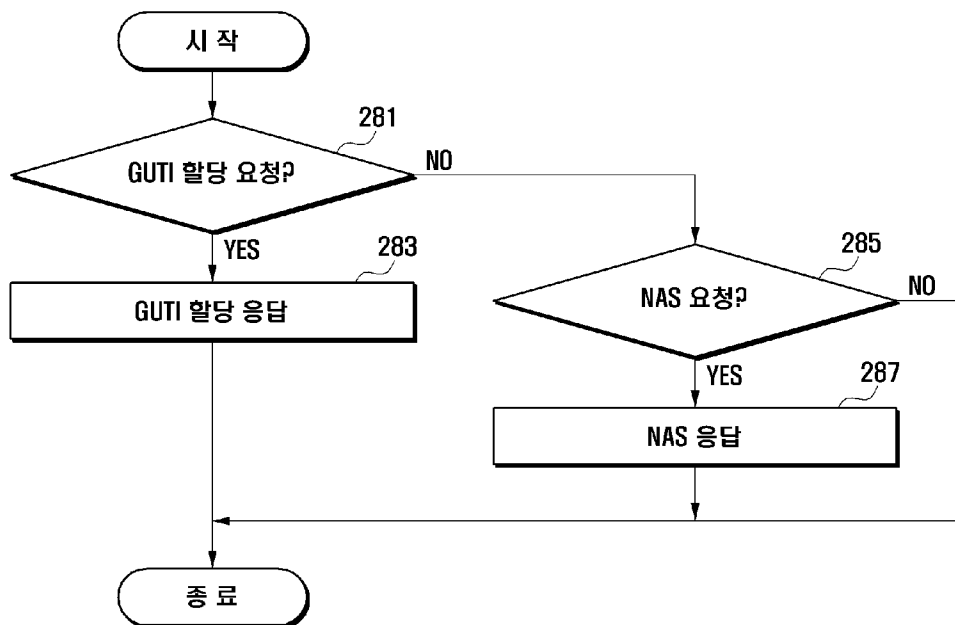 시 작
281
GUTI 할당 요청?
NO
YES
283
GUTI 할당 응답
285
NAS 요청?
NO
YES
287
NAS 응답
종 료